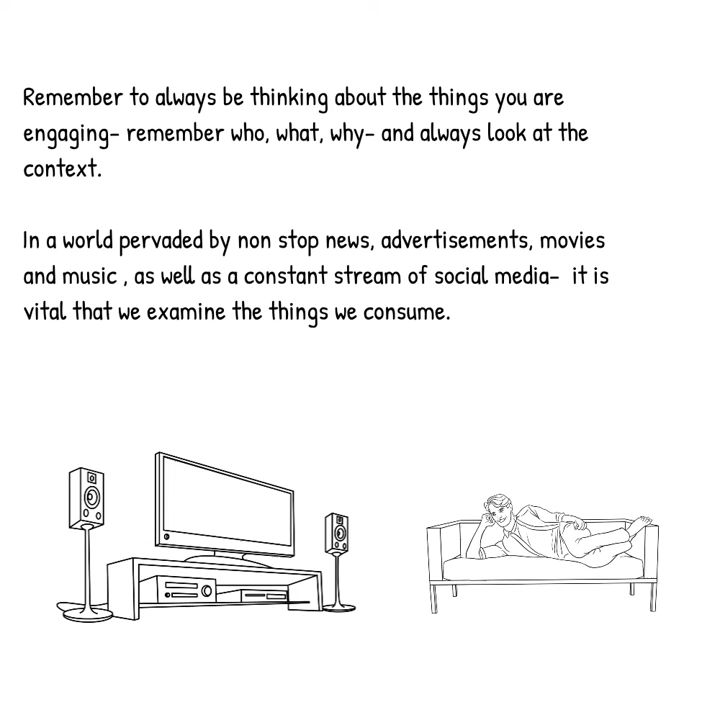 Remember to always be thinking about the things you are
engaging- remember who, what, why- and always look at the
context.
In a world pervaded by non stop news, advertisements, movies
and music , as well as a constant stream of social media-  it is
vital that we examine the things we consume.